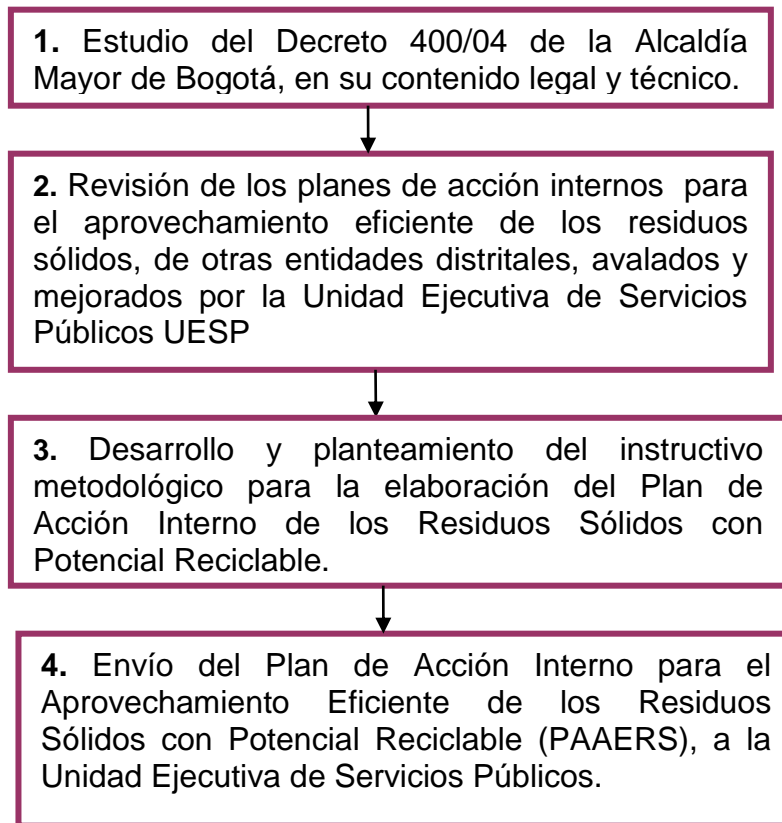 1. Estudio del Decreto 400/04 de la Alcaldía
Mayor de Bogotá, en su contenido legal y técnico.
2. Revisión de los planes de acción internos para
el aprovechamiento eficiente de los residuos
sólidos, de otras entidades distritales, avalados y
mejorados por la Unidad Ejecutiva de Servicios
Públicos UESP
3. Desarrollo y planteamiento del instructivo
metodológico para la elaboración del Plan de
Acción Interno de los Residuos Sólidos con
Potencial Reciclable.
4. Envío del Plan de Acción Interno para el
Aprovechamiento Eficiente de los Residuos
Sólidos con Potencial Reciclable (PAAERS), a la
Unidad Ejecutiva de Servicios Públicos.